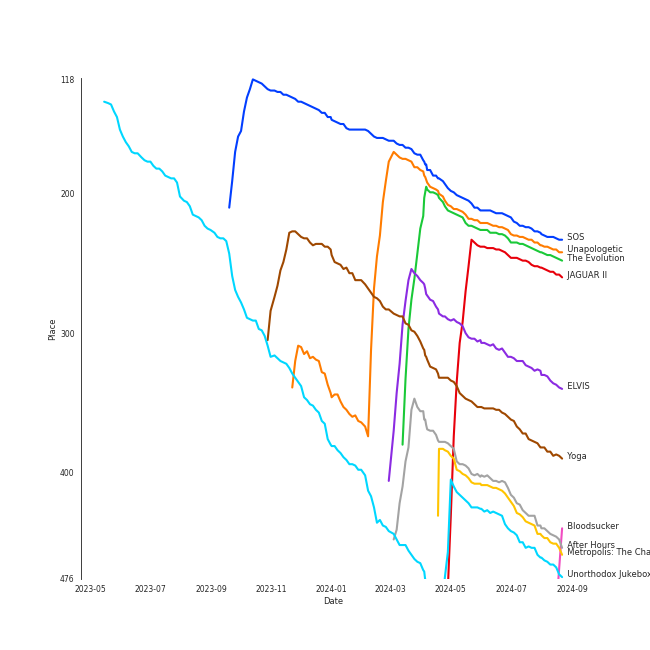 118
200
300
400
476
Place
2023-05
2023-07
2023-09
2023-11
2024-01
2024-03
2024-05
2024-07
2024-09
Date
SOS
Unapologetic
The Evolution
JAGUAR II
ELVIS
Yoga
Bloodsucker
After Hours
Metropolis: The Cha
Unorthodox Jukebox